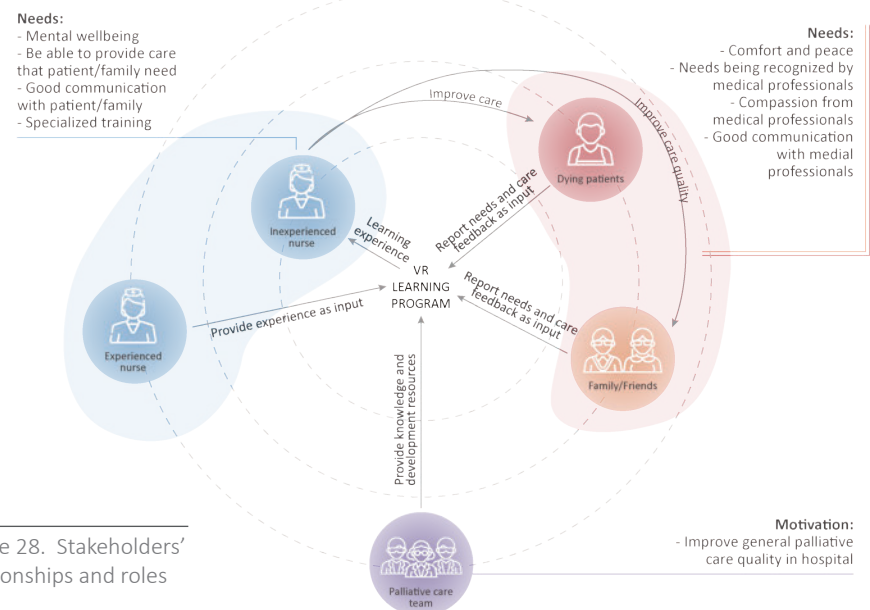 Needs:
- Mental wellbeing
- Be able to provide care
that patient/family need
- Good communication
with patient/family
- Specialized training
Needs:
- Comfort and peace
- Needs being recognized by
medical professionals
- Compassion from
medical professionals
- Good communication
with medial
professionals
Improve care
Improve care quality
Dying patients
Inexperienced
nurse
Learning
experience
Report needs and care
feedback as input
VR
LEARNING
PROGRAM
Report needs and care
feedback as input
Provide experience as input
Experienced
nurse
Family/Friends
Provide knowledge and
development resources
Palliative care
team
Motivation:
- Improve general palliative
care quality in hospital
e 28. Stakeholders’
onships and roles